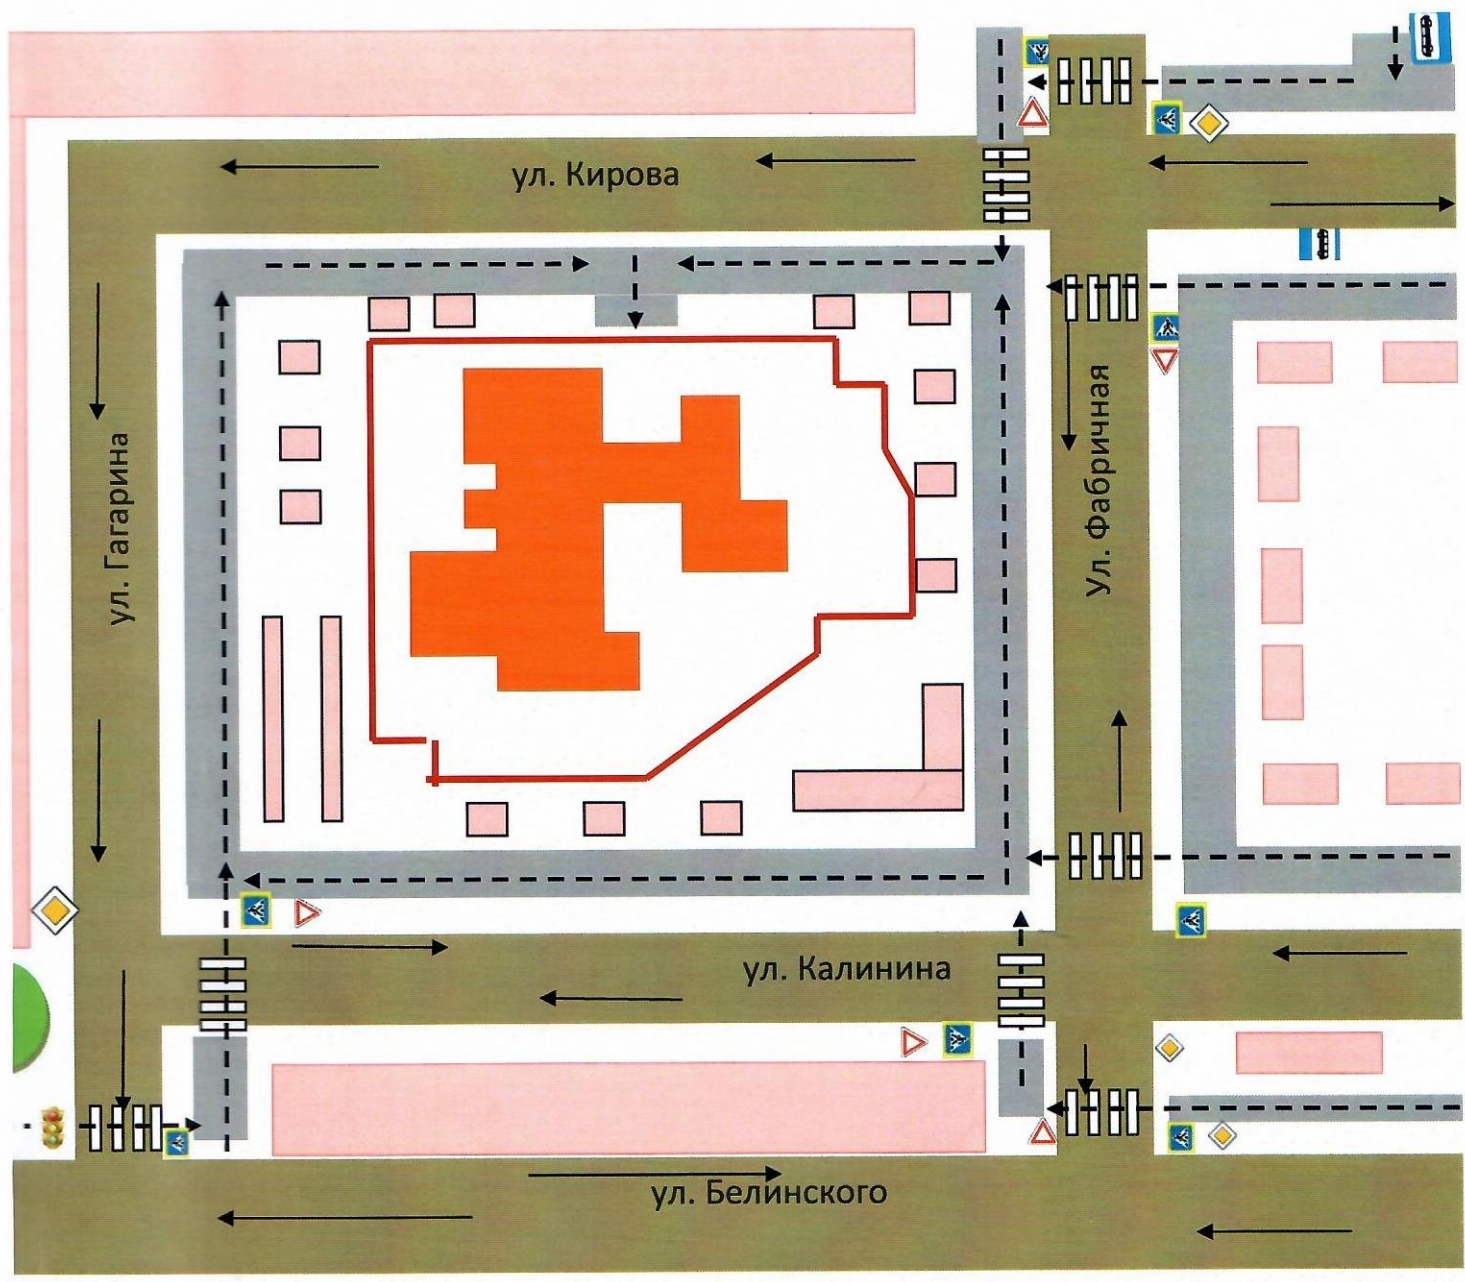 ул. Кирова
ул. Гагарина
Ул. Фабричная
ул. Калинина
ул. Белинского